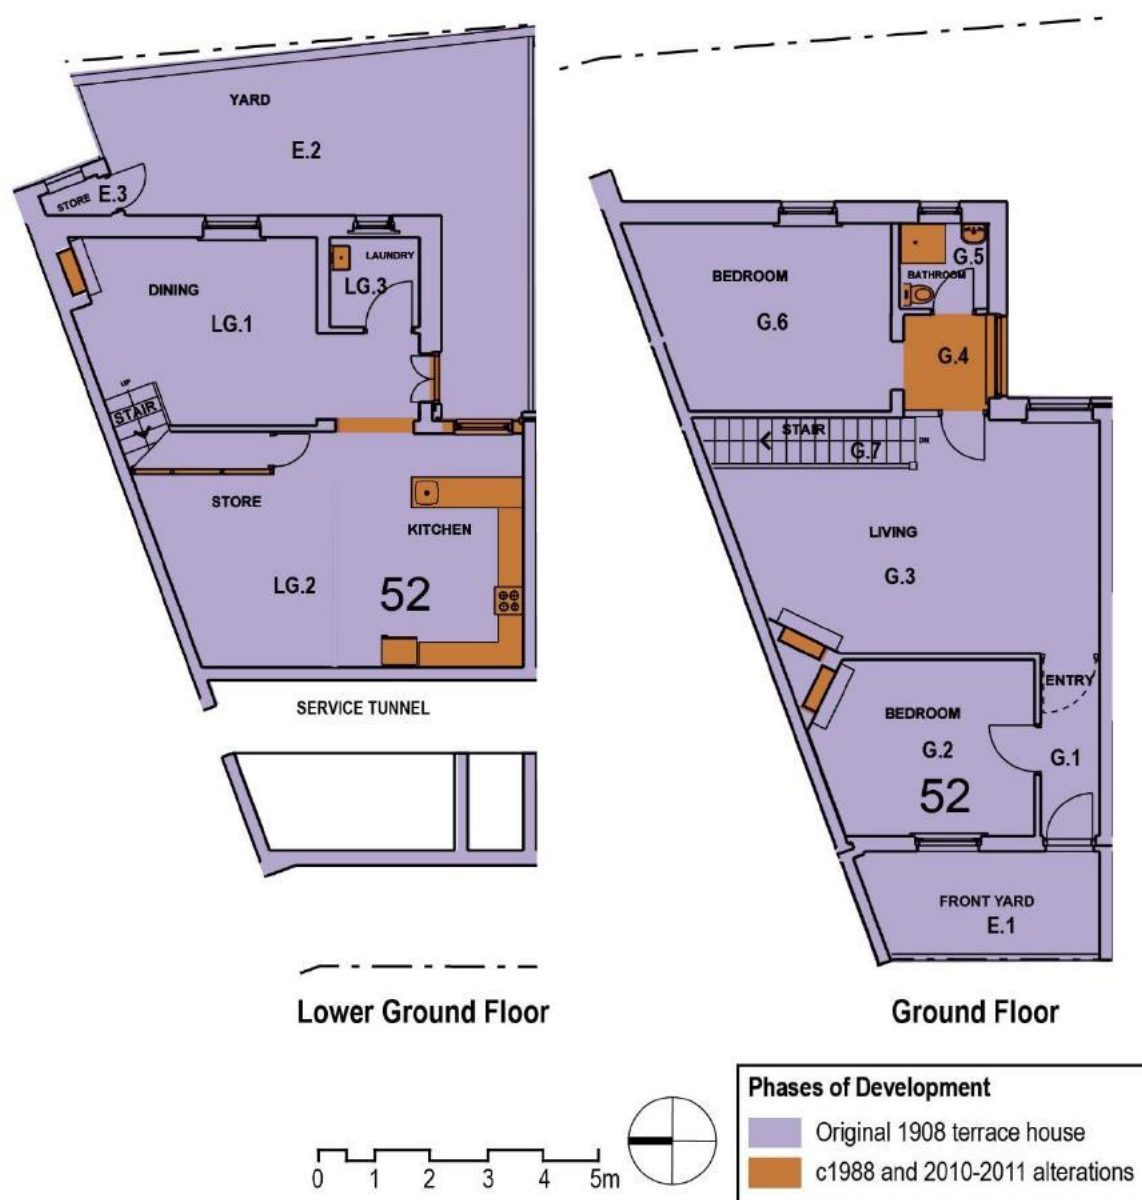 YARD
E.2
STORE
E.3
LAUNDRY
LG.3
DINING
LG.1
UP
STAIR
STORE
KITCHEN
LG.2
52
SERVICE TUNNEL
Lower Ground Floor
BEDROOM
G.6
G.5
BATHROOM
G.4
STAIR
G.7
DN
LIVING
G.3
ENTRY
BEDROOM
G.2
G.1
52
FRONT YARD
E.1
Ground Floor
0 1 2 3 4 5m
Phases of Development
Original 1908 terrace house
c1988 and 2010-2011 alterations